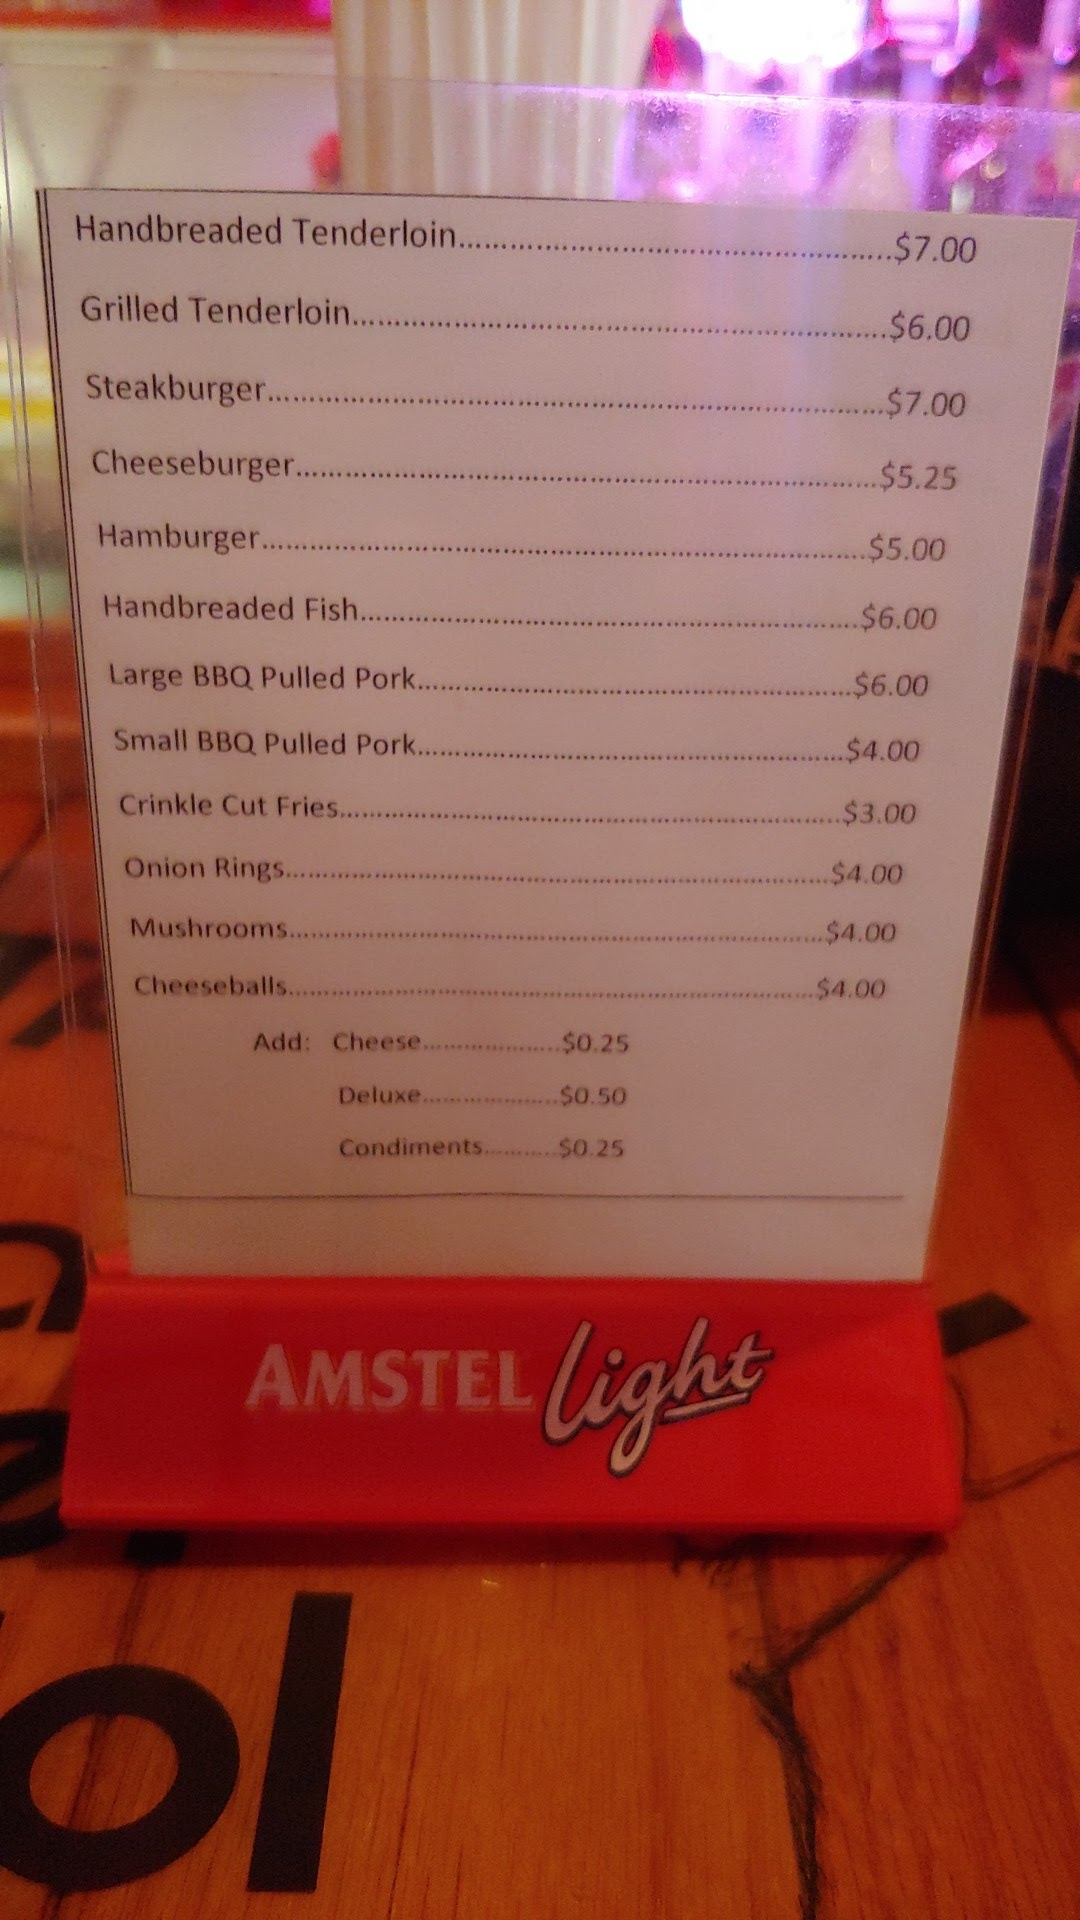 Handbreaded Tenderloin..............................$7.00
Grilled Tenderloin..............................$6.00
Steakburger..............................$7.00
Cheeseburger..............................$5.25
Hamburger..............................$5.00
Handbreaded Fish..............................$6.00
Large BBQ Pulled Pork..............................$6.00
Small BBQ Pulled Pork..............................$4.00
Crinkle Cut Fries..............................$3.00
Onion Rings..............................$4.00
Mushrooms..............................$4.00
Cheeseballs..............................$4.00
Add: Cheese....................$0.25
Deluxe....................$0.50
Condiments...........$0.25
AMSTEL light
ol